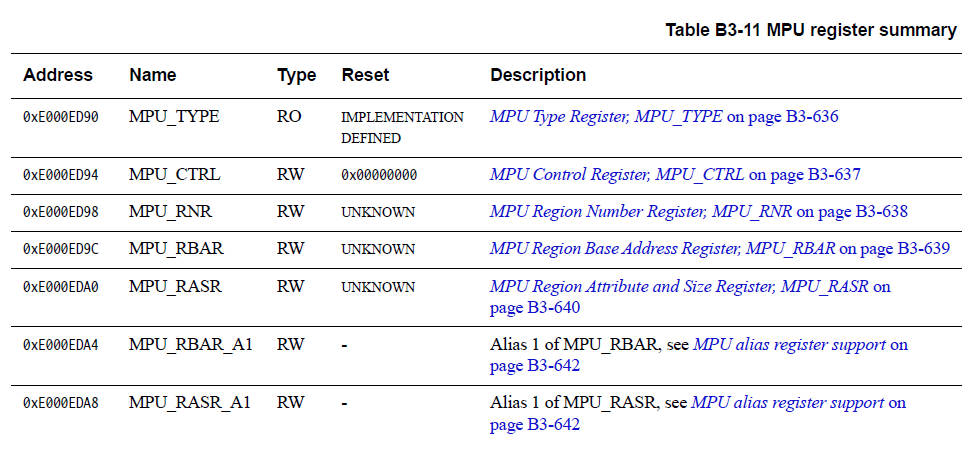 Table B3-11 MPU register summary
Address Name Type Reset Description
0xE000ED90 MPU_TYPE RO IMPLEMENTATION DEFINED MPU Type Register, MPU_TYPE on page B3-636
0xE000ED94 MPU_CTRL RW 0x00000000 MPU Control Register, MPU_CTRL on page B3-637
0xE000ED98 MPU_RNR RW UNKNOWN MPU Region Number Register, MPU_RNR on page B3-638
0xE000ED9C MPU_RBAR RW UNKNOWN MPU Region Base Address Register, MPU_RBAR on page B3-639
0xE000EDA0 MPU_RASR RW UNKNOWN MPU Region Attribute and Size Register, MPU_RASR on
page B3-640
0xE000EDA4 MPU_RBAR_A1 RW - Alias 1 of MPU_RBAR, see MPU alias register support on
page B3-642
0xE000EDA8 MPU_RASR_A1 RW - Alias 1 of MPU_RASR, see MPU alias register support on
page B3-642